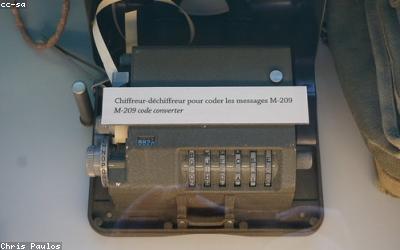 cc-sa
Chiffreur-déchiffreur pour coder les messages M-209
M-209 code converter
Chris Paulos